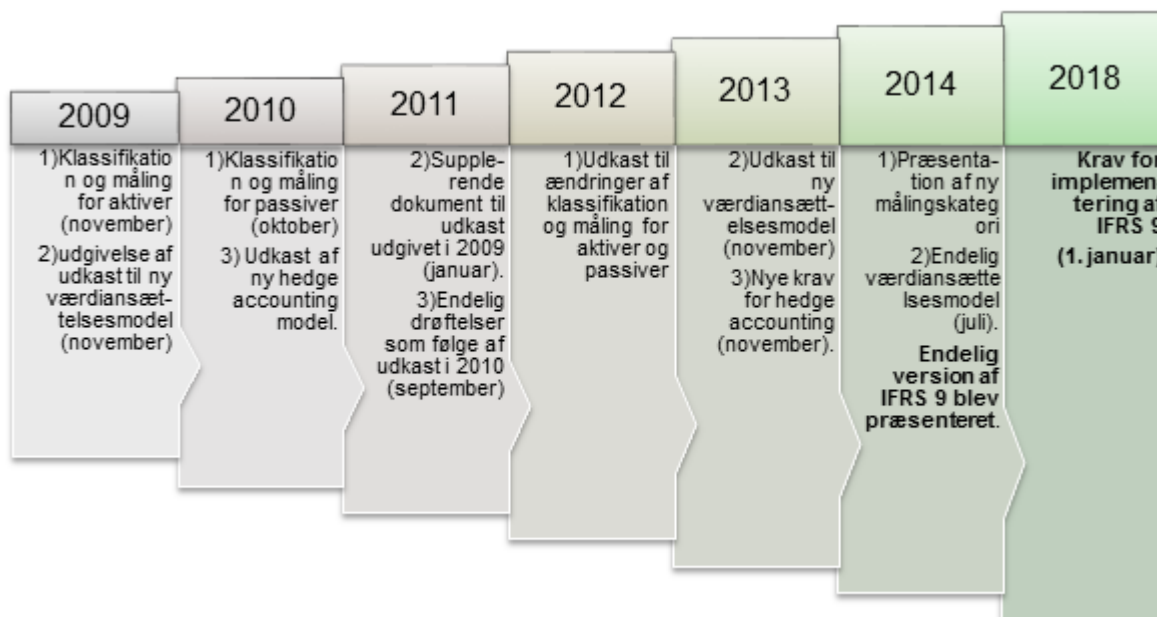 2009
1)Klassifikatio
n og måling
for aktiver
(november)
2)udgivelse af
udkast til ny
værdiansæt-
telsesmodel
(november)
2010
1)Klassifikatio
n og måling
for passiver
(oktober)
3) Udkast af
ny hedge
accounting
model.
2011
2)Supple-
rende
dokument til
udkast
udgivet i 2009
(januar).
3)Endelig
drøftelser
som følge af
udkast i 2010
(september)
2012
1)Udkast til
ændringer af
klassifikation
og måling for
aktiver og
passiver
2013
2)Udkast til
ny
værdiansætt-
elsesmodel
(november)
3)Nye krav
for hedge
accounting
(november).
2014
1)Præsenta-
tion af ny
målingskateg
ori
2)Endelig
værdiansætte
lsesmodel
(juli).
Endelig
version af
IFRS 9 blev
præsenteret.
2018
Krav for
implemen
tering af
IFRS 9
(1. januar)